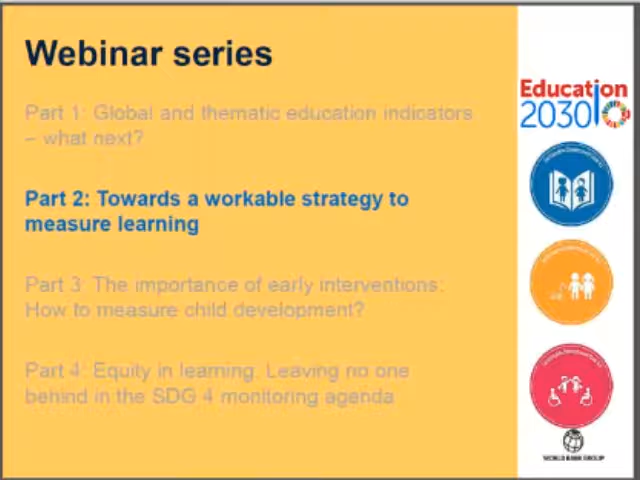 Webinar series
Part 1: Global and thematic education indicators
– what next?
Part 2: Towards a workable strategy to
measure learning
Part 3: The importance of early interventions:
How to measure child development?
Part 4: Equity in learning. Leaving no one
behind in the SDG 4 monitoring agenda
Education
2030
WORLD BANK GROUP